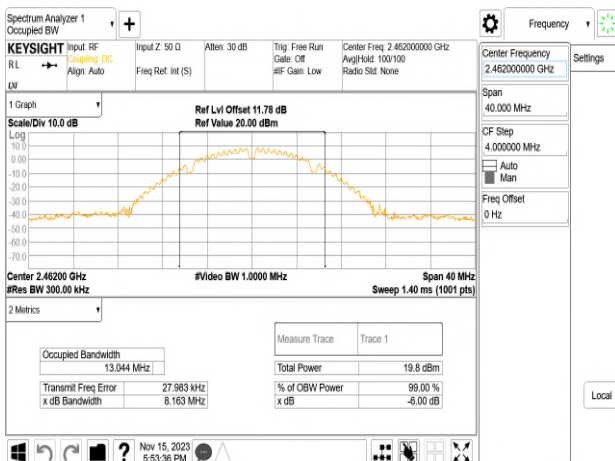 Spectrum Analyzer 1
Occupied BW
+
Frequency
KEYSIGHT
Input: RF
Coupling: DC
Align: Auto
Input Z: 50 Ω
Freq Ref: Int (S)
Atten: 30 dB
Trig: Free Run
Gate: Off
#IF Gain: Low
Center Freq: 2.462000000 GHz
Avg|Hold: 100/100
Radio Std: None
RL
LXI
Center Frequency
2.462000000 GHz
Settings
Span
40.000 MHz
CF Step
4.000000 MHz
Auto
Man
Freq Offset
0 Hz
Local
1 Graph
Scale/Div 10.0 dB
Ref Lvl Offset 11.78 dB
Ref Value 20.00 dBm
Log
10.0
0.00
-10.0
-20.0
-30.0
-40.0
-50.0
-60.0
-70.0
Center 2.46200 GHz
#Res BW 300.00 kHz
#Video BW 1.0000 MHz
Span 40 MHz
Sweep 1.40 ms (1001 pts)
2 Metrics
Measure Trace Trace 1
Occupied Bandwidth
13.044 MHz
Total Power 19.8 dBm
Transmit Freq Error 27.983 kHz
% of OBW Power 99.00 %
x dB Bandwidth 8.163 MHz
x dB -6.00 dB
?
Nov 15, 2023
5:53:36 PM